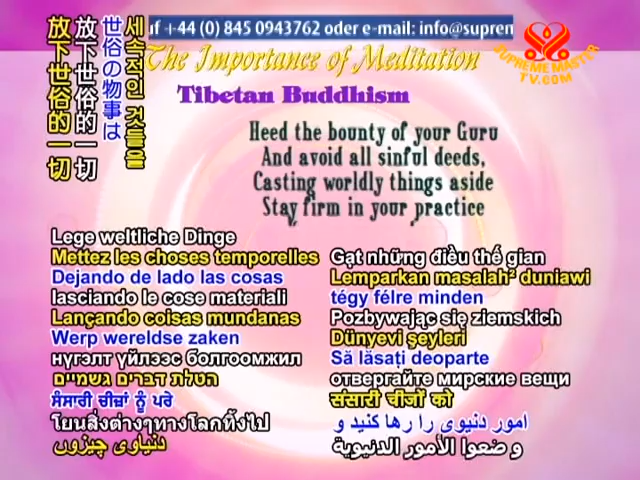 uf ++44 (0) 845 0943762 oder e-mail: info@suprem
SUPREME MASTER
TV.COM
The Importance of Meditation
Tibetan Buddhism
Heed the bounty of your Guru
And avoid all sinful deeds,
Casting worldly things aside
Stay firm in your practice
放下世俗的一切
放下世俗的一切
世俗の物事は
세속적인 것들을
Lege weltliche Dinge
Mettez les choses temporelles
Dejando de lado las cosas
lasciando le cose materiali
Lançando coisas mundanas
Werp wereldse zaken
нүгэлт үйлээс болгоомжил
הטלת דברים גשמיים
ਸੰਸਾਰੀ ਚੀਜ਼ਾਂ ਨੂੰ ਪਰੇ
โยนสิ่งต่างๆทางโลกทิ้งไป
دنیاوی چیزوں
Gạt những điều thế gian
Lemparkan masalah² duniawi
tégy félre minden
Pozbywając się ziemskich
Dünyevi şeyleri
Să lăsați deoparte
отвергайте мирские вещи
संसारी चीजों को
امور دنیوی را رها کنید و
و ضعوا الأمور الدنيوية